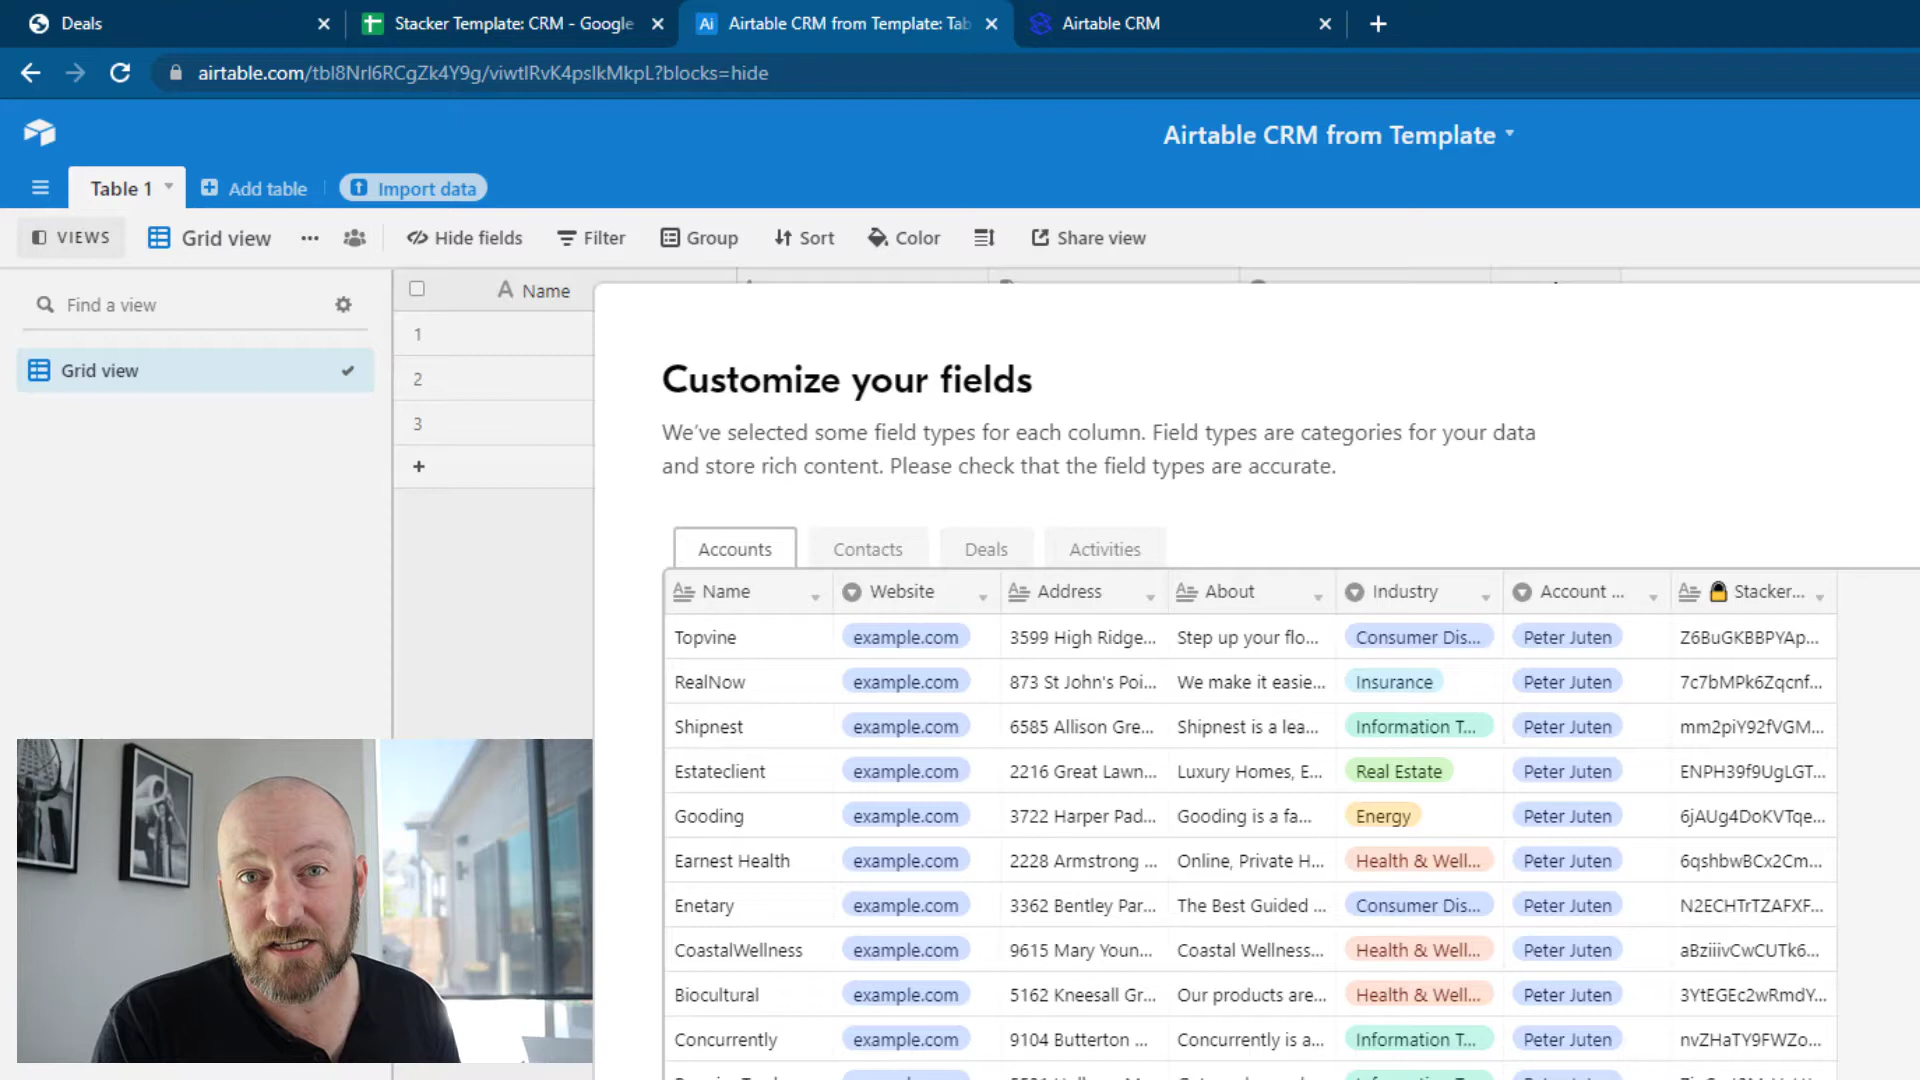 Deals
Stacker Template: CRM - Google
Airtable CRM from Template: Tab
Airtable CRM
airtable.com/tbl8Nrl6RCgZk4Y9g/viwtlRvK4pslkMkpL?blocks=hide
Airtable CRM from Template
Table 1
Add table
Import data
VIEWS
Grid view
Hide fields
Filter
Group
Sort
Color
Share view
Find a view
Grid view
Name
1
2
3
Customize your fields
We've selected some field types for each column. Field types are categories for your data
and store rich content. Please check that the field types are accurate.
Accounts Contacts Deals Activities
Name Website Address About Industry Account ... Stacker...
Topvine example.com 3599 High Ridge... Step up your flo... Consumer Dis... Peter Juten Z6BuGKBBPYAp...
RealNow example.com 873 St John's Poi... We make it easie... Insurance Peter Juten 7c7bMPk6Zqcnf...
Shipnest example.com 6585 Allison Gre... Shipnest is a lea... Information T... Peter Juten mm2piY92fVGM...
Estateclient example.com 2216 Great Lawn... Luxury Homes, E... Real Estate Peter Juten ENPH39f9UgLGT...
Gooding example.com 3722 Harper Pad... Gooding is a fa... Energy Peter Juten 6jAUg4DoKVTqe...
Earnest Health example.com 2228 Armstrong ... Online, Private H... Health & Well... Peter Juten 6qshbwBCx2Cm...
Enetary example.com 3362 Bentley Par... The Best Guided ... Consumer Dis... Peter Juten N2ECHTrTZAFXF...
CoastalWellness example.com 9615 Mary Youn... Coastal Wellness... Health & Well... Peter Juten aBziiivCwCUTk6...
Biocultural example.com 5162 Kneesall Gr... Our products are... Health & Well... Peter Juten 3YtEGEc2wRmdY...
Concurrently example.com 9104 Butterton ... Concurrently is a... Information T... Peter Juten nvZHaTY9FWZo...